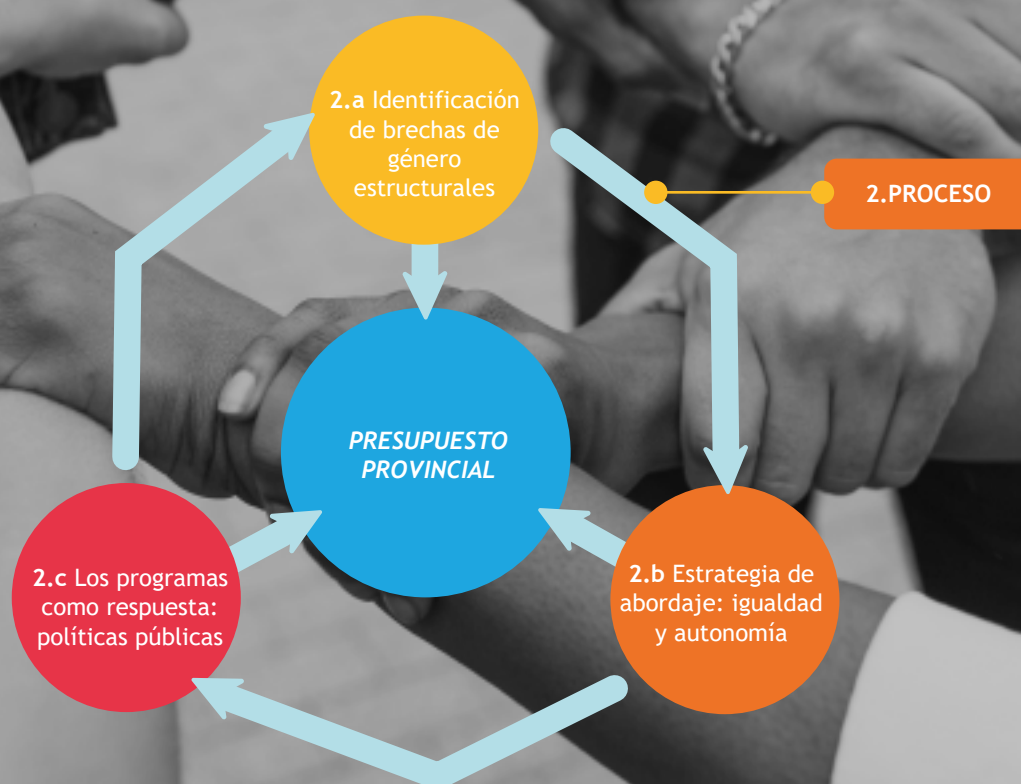 2.a Identificación
de brechas de
género
estructurales
2.PROCESO
PRESUPUESTO
PROVINCIAL
2.b Estrategia de
abordaje: igualdad
y autonomía
2.c Los programas
como respuesta:
políticas públicas